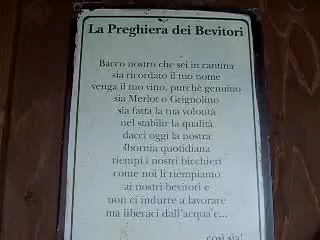 La Preghiera dei Bevitori
Bacco nostro che sei in cantina
sia ricordato il tuo nome
venga il tuo vino, purchè genuino
sia Merlot o Grignolino
sia fatta la tua volontà
nel stabilir la qualità
dacci oggi la nostra
sbornia quotidiana
riempi i nostri bicchieri
come noi li riempiamo
ai nostri bevitori e
non ci indurre a lavorare
ma liberaci dall'acqua e...
...così sia!